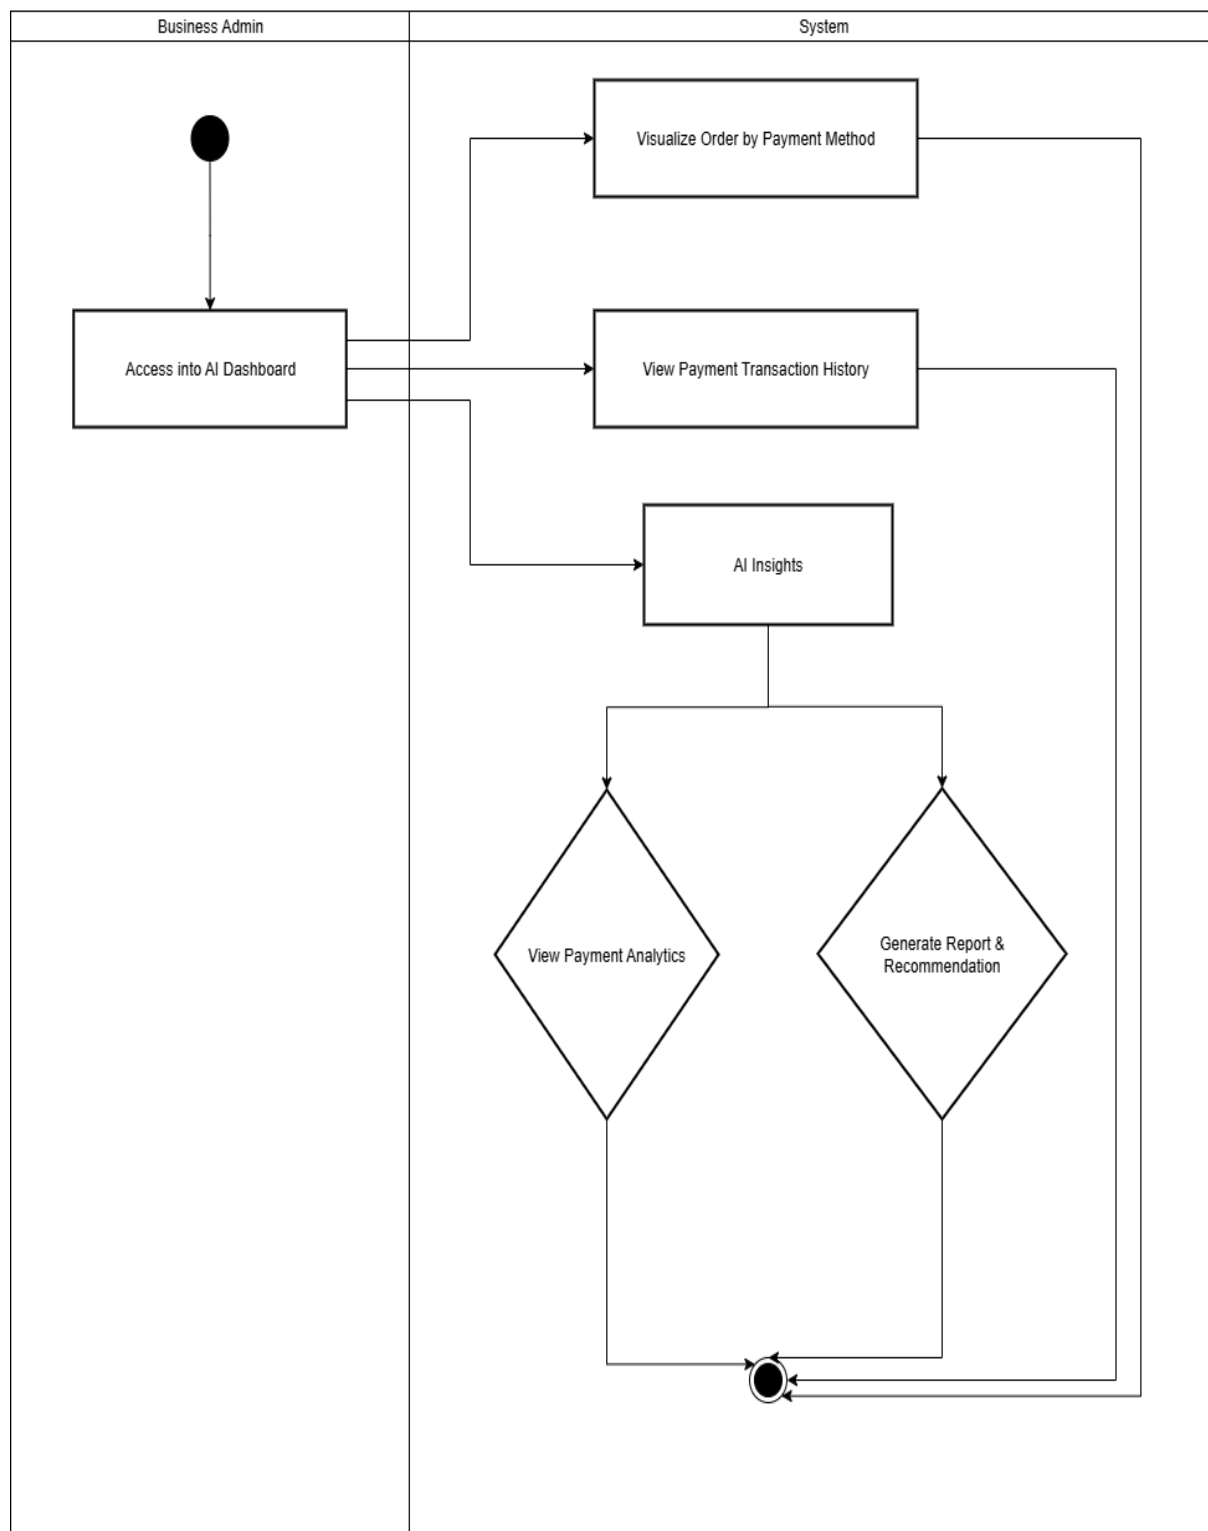 Business Admin
System
Visualize Order by Payment Method
Access into AI Dashboard
View Payment Transaction History
AI Insights
View Payment Analytics
Generate Report &
Recommendation